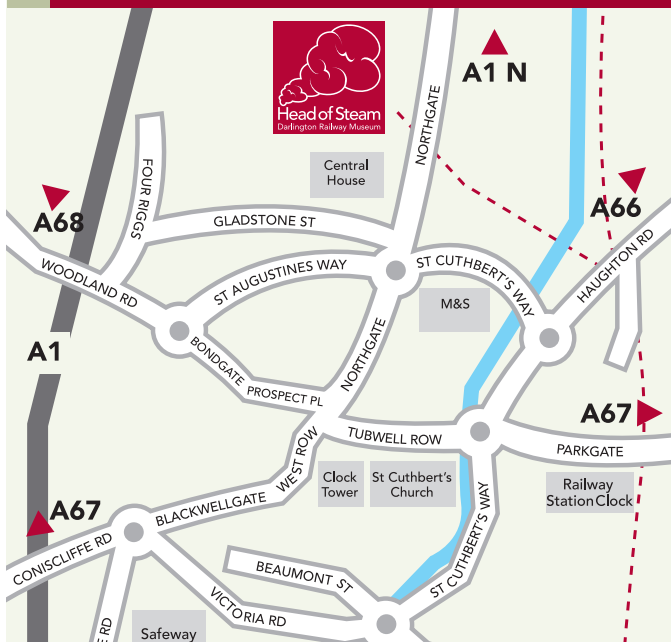 Head of Steam
Darlington Railway Museum
A1 N
NORTHGATE
Central
House
FOUR RIGGS
A68
A66
GLADSTONE ST
HAUGHTON RD
WOODLAND RD
ST AUGUSTINES WAY
ST CUTHBERT'S WAY
M&S
A1
BONDGATE
NORTHGATE
PROSPECT PL
A67
TUBWELL ROW
PARKGATE
WEST ROW
Clock
Tower
St Cuthbert's
Church
Railway
Station Clock
A67
BLACKWELLGATE
ST CUTHBERT'S WAY
CONISCLIFFE RD
BEAUMONT ST
VICTORIA RD
E RD
Safeway